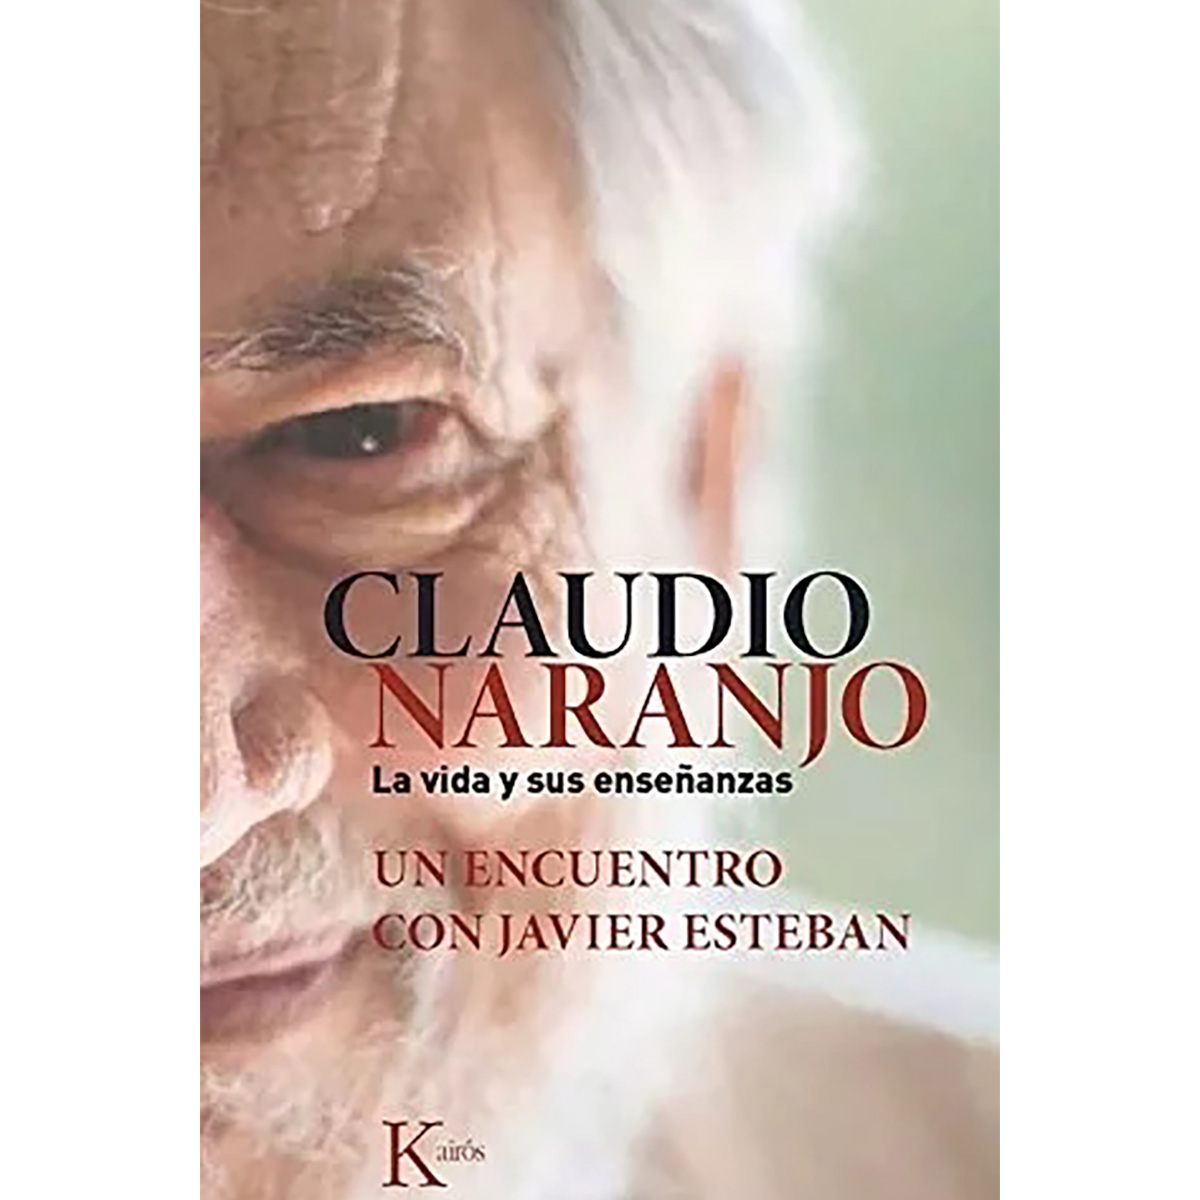 CLAUDIO
NARANJO
La vida y sus enseñanzas
UN ENCUENTRO
CON JAVIER ESTEBAN
Kairós